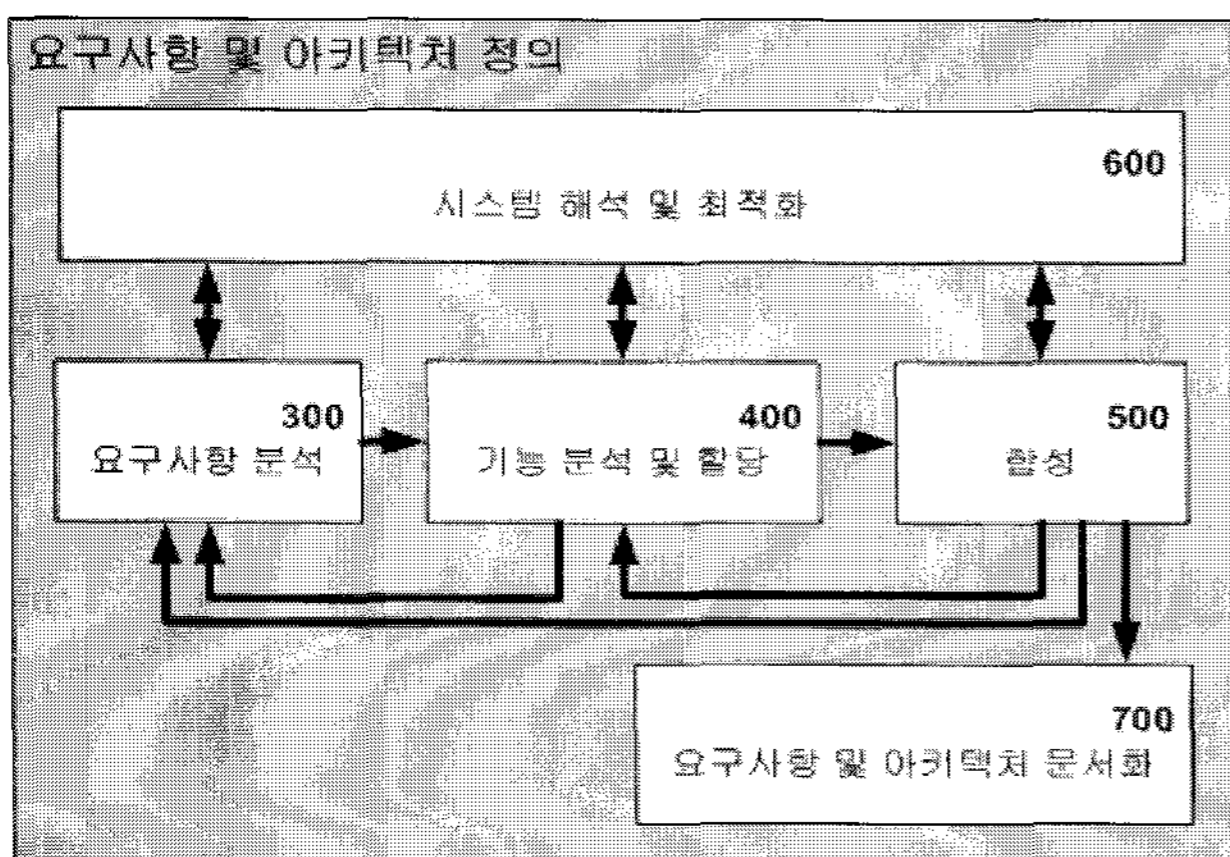 요구사항 및 아키텍처 정의
600
시스템 해석 및 최적화
300
요구사항 분석
400
기능 분석 및 할당
500
합성
700
요구사항 및 아키텍처 문서화